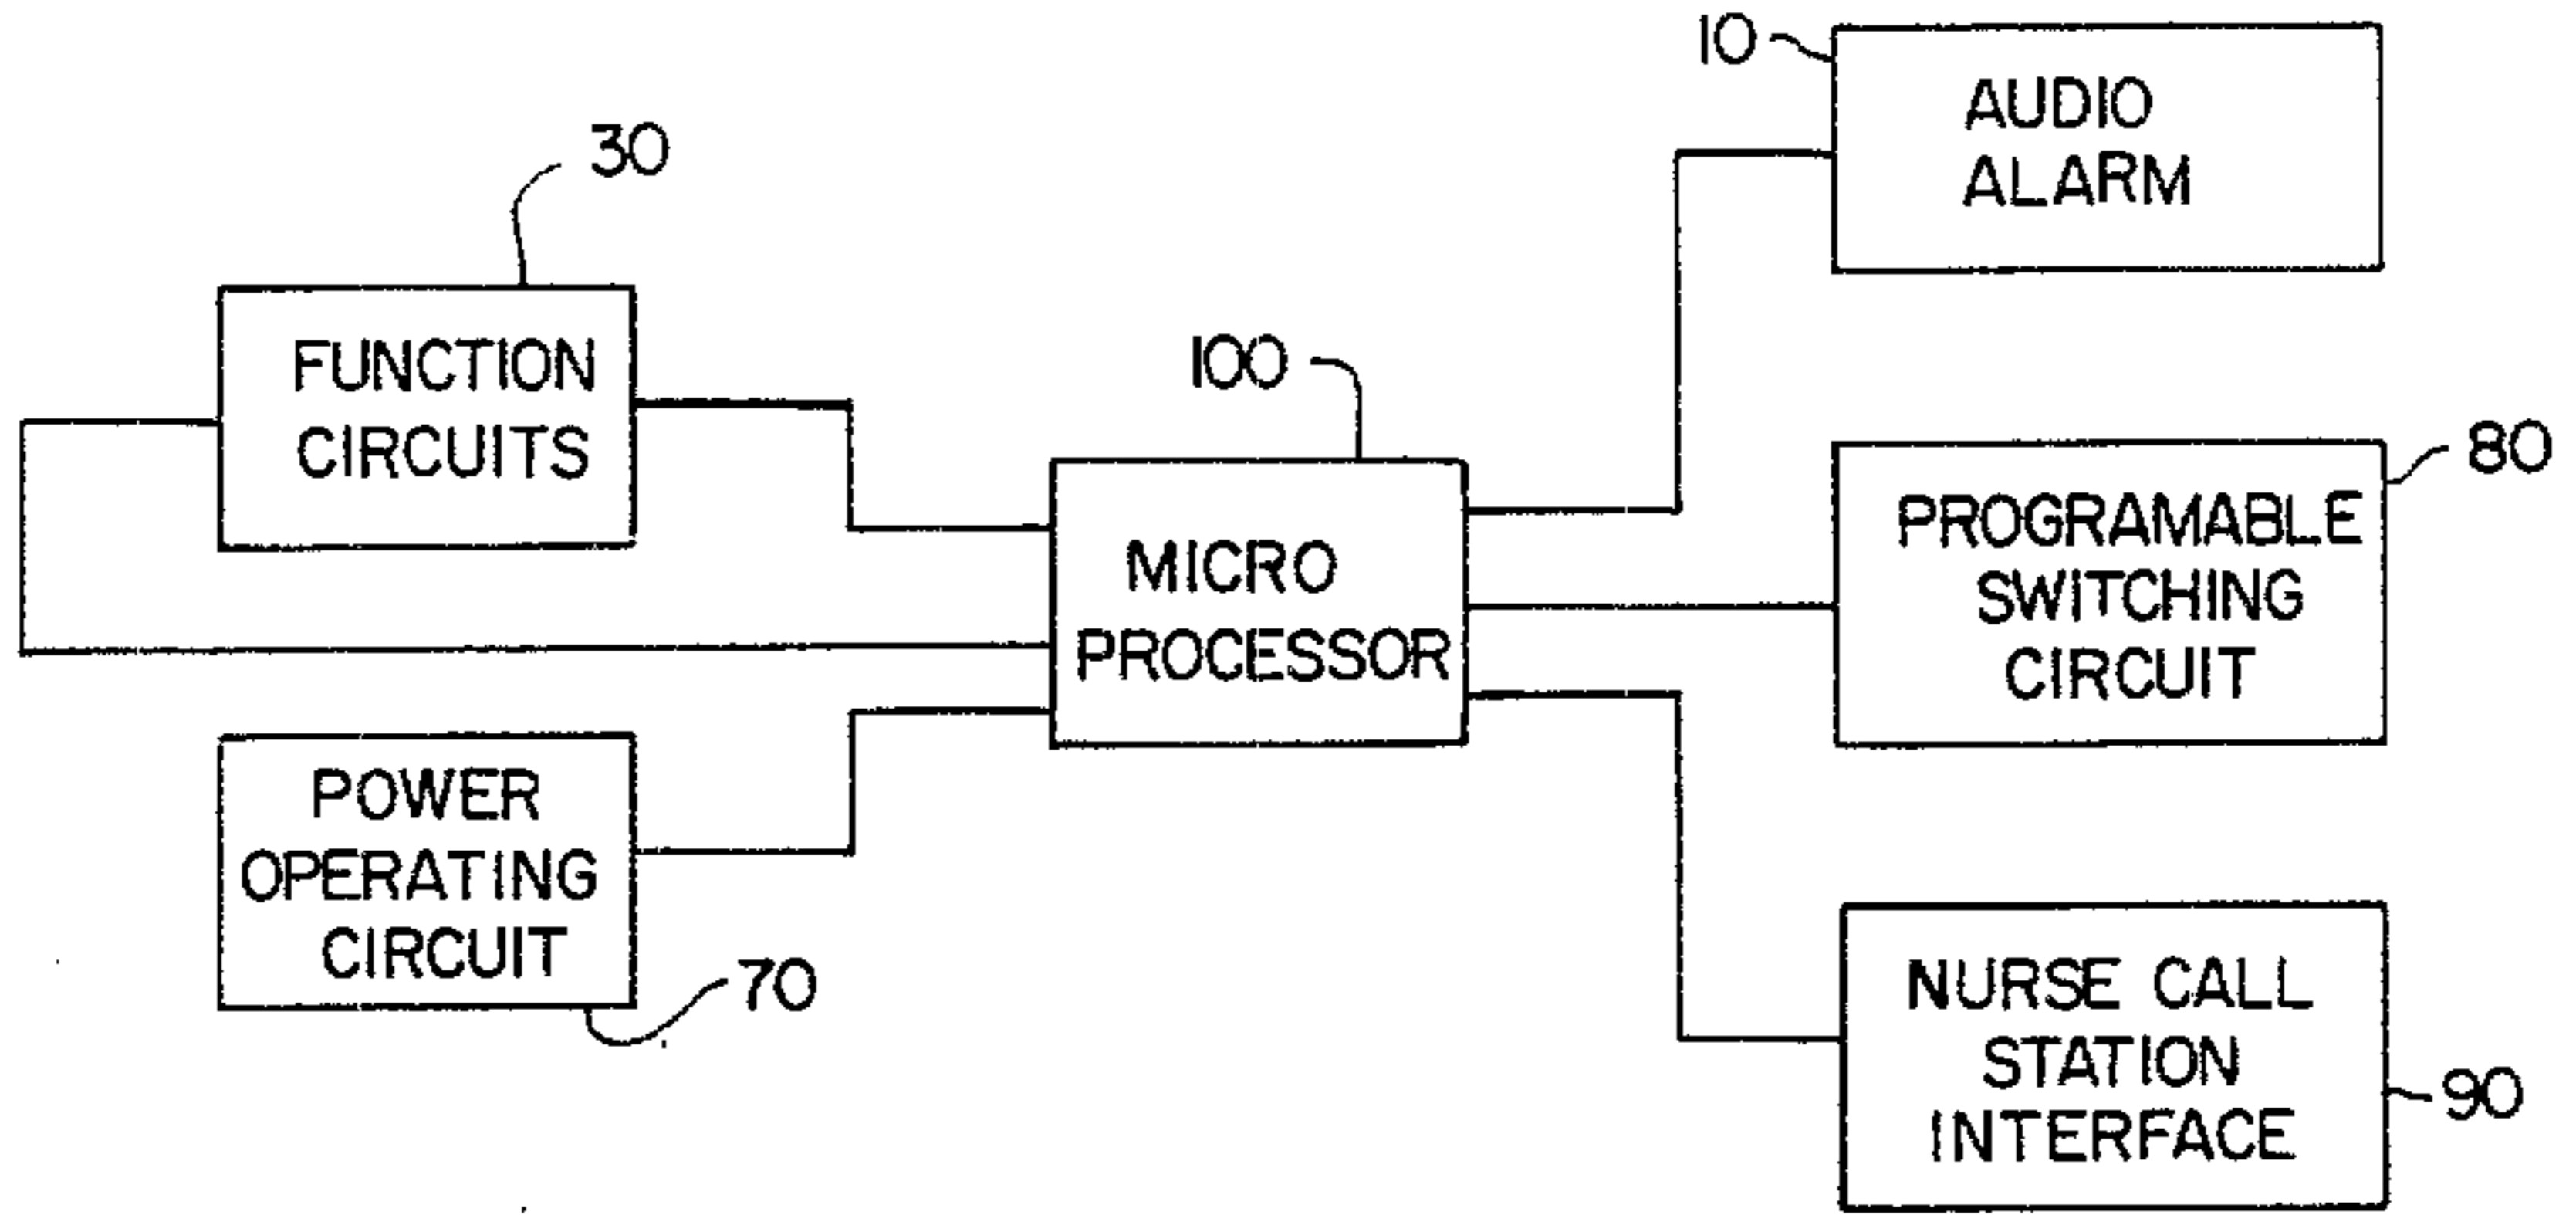 10
AUDIO
ALARM
30
FUNCTION
CIRCUITS
100
MICRO
PROCESSOR
80
PROGRAMABLE
SWITCHING
CIRCUIT
POWER
OPERATING
CIRCUIT
70
NURSE CALL
STATION
INTERFACE
90